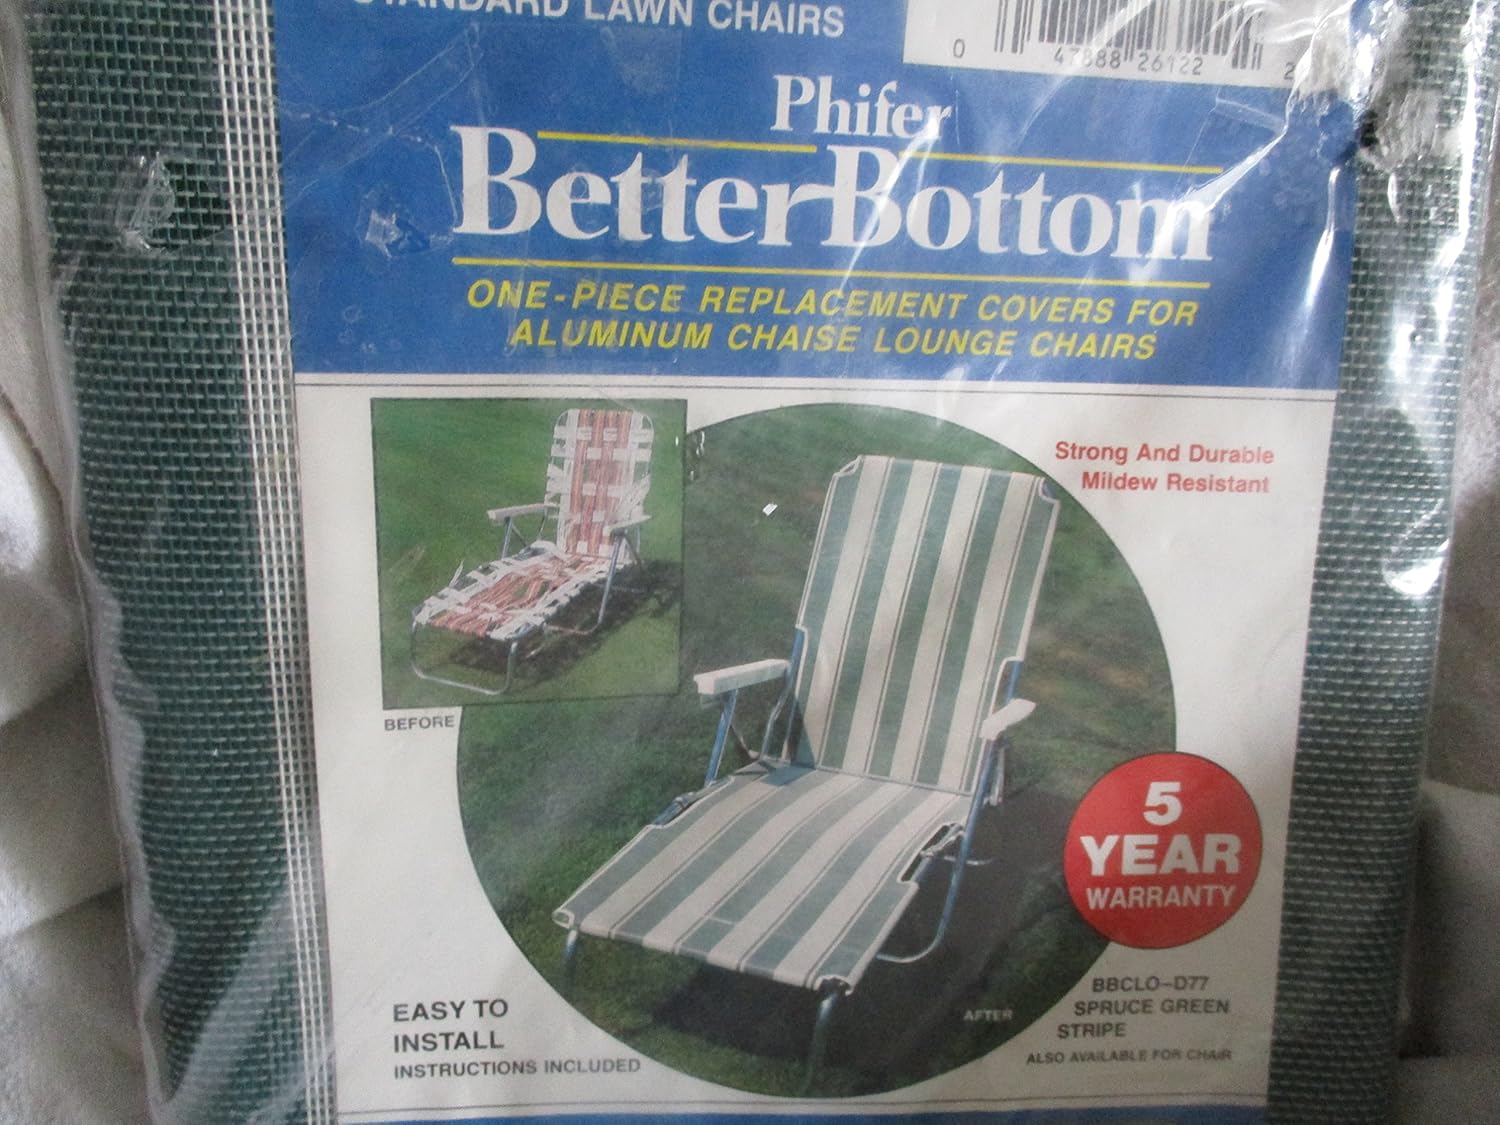 STANDARD LAWN CHAIRS
0 47888 26122 2
Phifer
BetterBottom
ONE-PIECE REPLACEMENT COVERS FOR
ALUMINUM CHAISE LOUNGE CHAIRS
Strong And Durable
Mildew Resistant
BEFORE
5
YEAR
WARRANTY
AFTER
BBCLO-D77
SPRUCE GREEN
STRIPE
ALSO AVAILABLE FOR CHAIR
EASY TO
INSTALL
INSTRUCTIONS INCLUDED